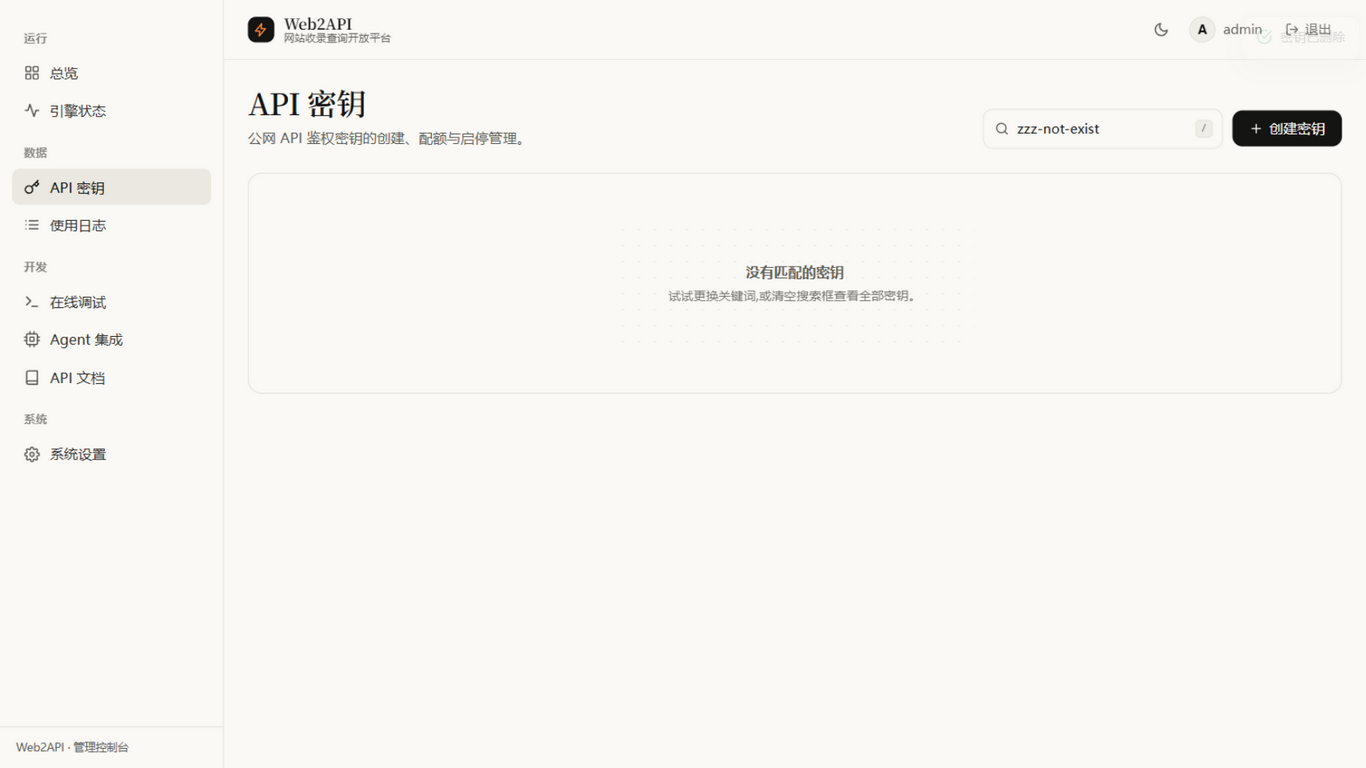 运行
总览
引擎状态
数据
API 密钥
使用日志
开发
在线调试
Agent 集成
API 文档
系统
系统设置
Web2API · 管理控制台
Web2API
网站收录查询开放平台
A
admin
退出
密钥已删除
API 密钥
公网 API 鉴权密钥的创建、配额与启停管理。
zzz-not-exist
/
+ 创建密钥
没有匹配的密钥
试试更换关键词,或清空搜索框查看全部密钥。